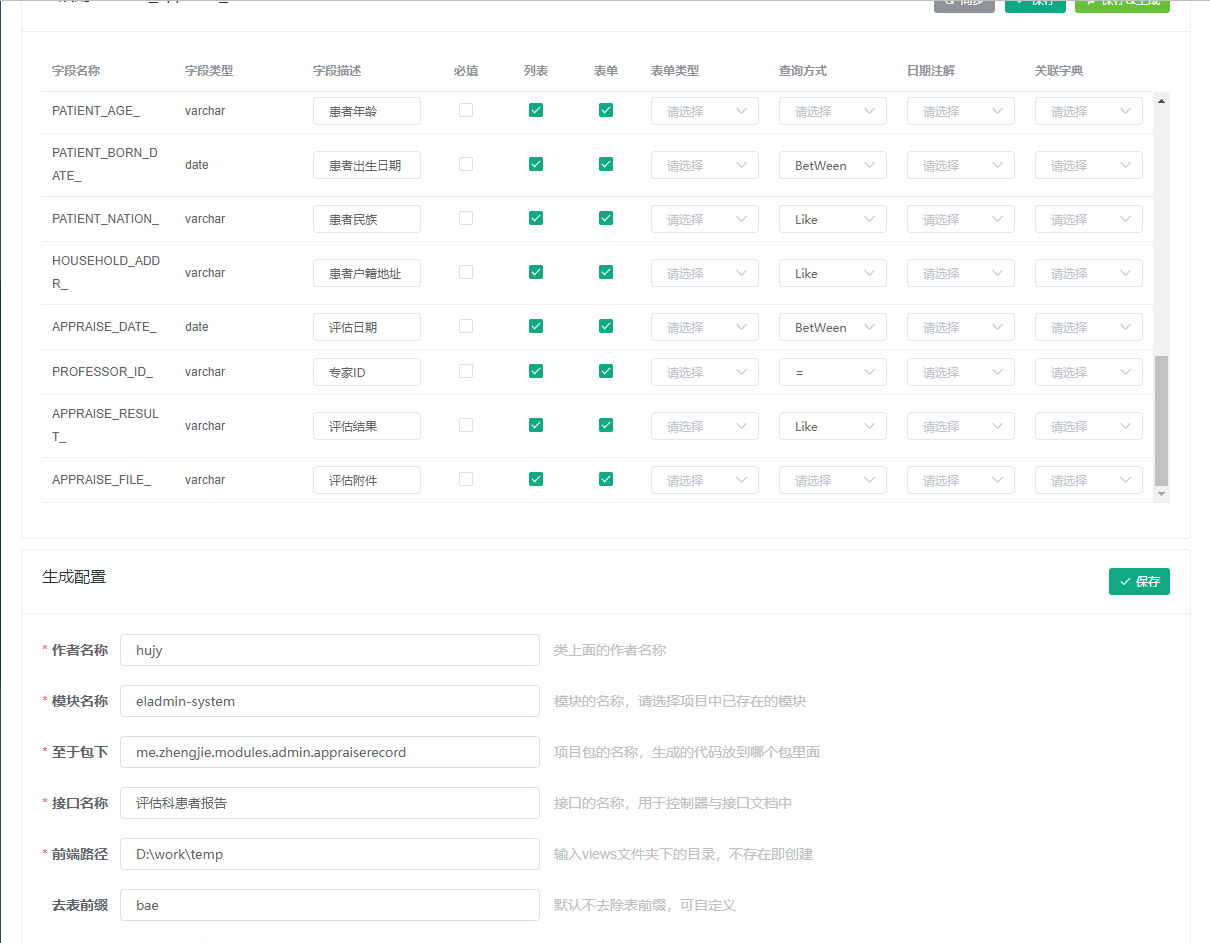 同步 保存 保存&生成
字段名称 字段类型 字段描述 必填 列表 表单 表单类型 查询方式 日期注解 关联字典
PATIENT_AGE_ varchar 患者年龄 请选择 请选择 请选择 请选择
PATIENT_BORN_D
ATE_ date 患者出生日期 请选择 BetWeen 请选择 请选择
PATIENT_NATION_ varchar 患者民族 请选择 Like 请选择 请选择
HOUSEHOLD_ADD
R_ varchar 患者户籍地址 请选择 Like 请选择 请选择
APPRAISE_DATE_ date 评估日期 请选择 BetWeen 请选择 请选择
PROFESSOR_ID_ varchar 专家ID 请选择 = 请选择 请选择
APPRAISE_RESUL
T_ varchar 评估结果 请选择 Like 请选择 请选择
APPRAISE_FILE_ varchar 评估附件 请选择 请选择 请选择 请选择
生成配置 保存
* 作者名称 hujy 类上面的作者名称
* 模块名称 eladmin-system 模块的名称，请选择项目中已存在的模块
* 至于包下 me.zhengjie.modules.admin.appraiserecord 项目包的名称，生成的代码放到哪个包里面
* 接口名称 评估科患者报告 接口的名称，用于控制器与接口文档中
* 前端路径 D:\work\temp 输入views文件夹下的目录，不存在即创建
去表前缀 bae 默认不去除表前缀，可自定义